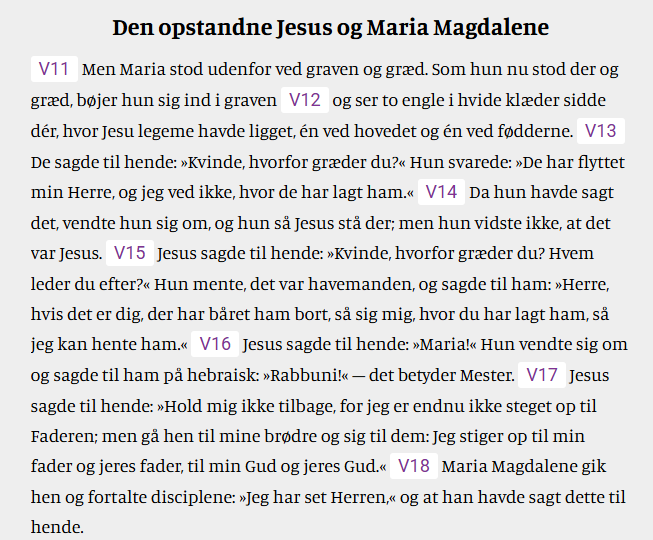 Den opstandne Jesus og Maria Magdalene
V11 Men Maria stod udenfor ved graven og græd. Som hun nu stod der og
græd, bøjer hun sig ind i graven V12 og ser to engle i hvide klæder sidde
dér, hvor Jesu legeme havde ligget, én ved hovedet og én ved fødderne. V13
De sagde til hende: »Kvinde, hvorfor græder du?« Hun svarede: »De har flyttet
min Herre, og jeg ved ikke, hvor de har lagt ham.« V14 Da hun havde sagt
det, vendte hun sig om, og hun så Jesus stå der; men hun vidste ikke, at det
var Jesus. V15 Jesus sagde til hende: »Kvinde, hvorfor græder du? Hvem
leder du efter?« Hun mente, det var havemanden, og sagde til ham: »Herre,
hvis det er dig, der har båret ham bort, så sig mig, hvor du har lagt ham, så
jeg kan hente ham.« V16 Jesus sagde til hende: »Maria!« Hun vendte sig om
og sagde til ham på hebraisk: »Rabbuni!« – det betyder Mester. V17 Jesus
sagde til hende: »Hold mig ikke tilbage, for jeg er endnu ikke steget op til
Faderen; men gå hen til mine brødre og sig til dem: Jeg stiger op til min
fader og jeres fader, til min Gud og jeres Gud.« V18 Maria Magdalene gik
hen og fortalte disciplene: »Jeg har set Herren,« og at han havde sagt dette til
hende.